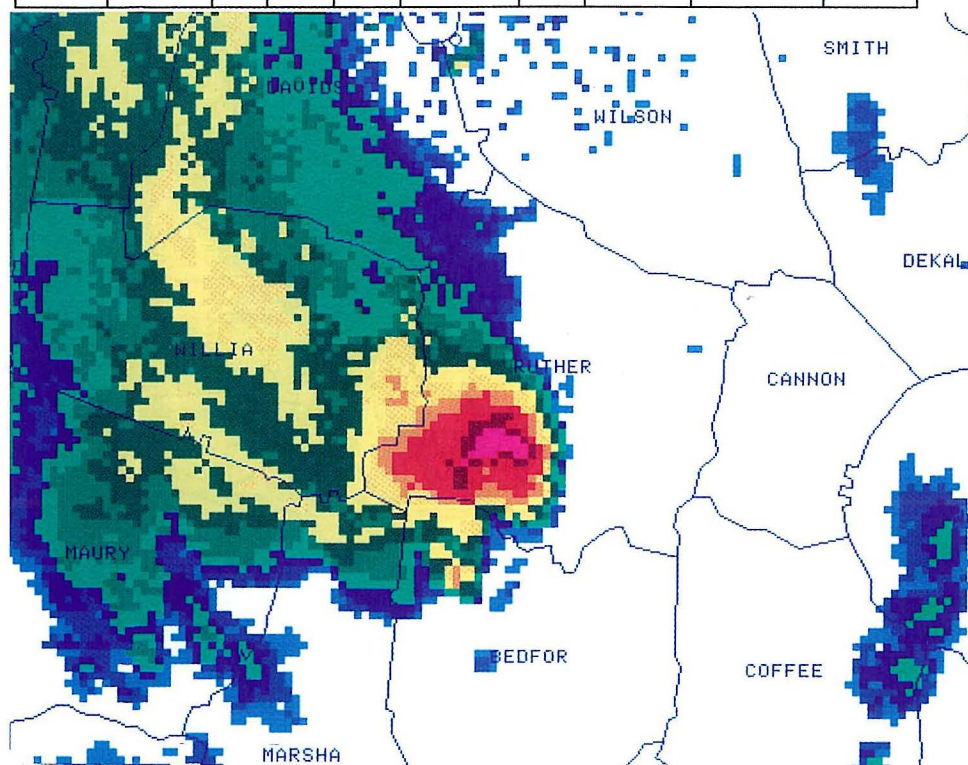 SMITH
DAVIDS
WILSON
DEKAL
WILLIA
RUTHER
CANNON
MAURY
BEDFOR
COFFEE
MARSHA